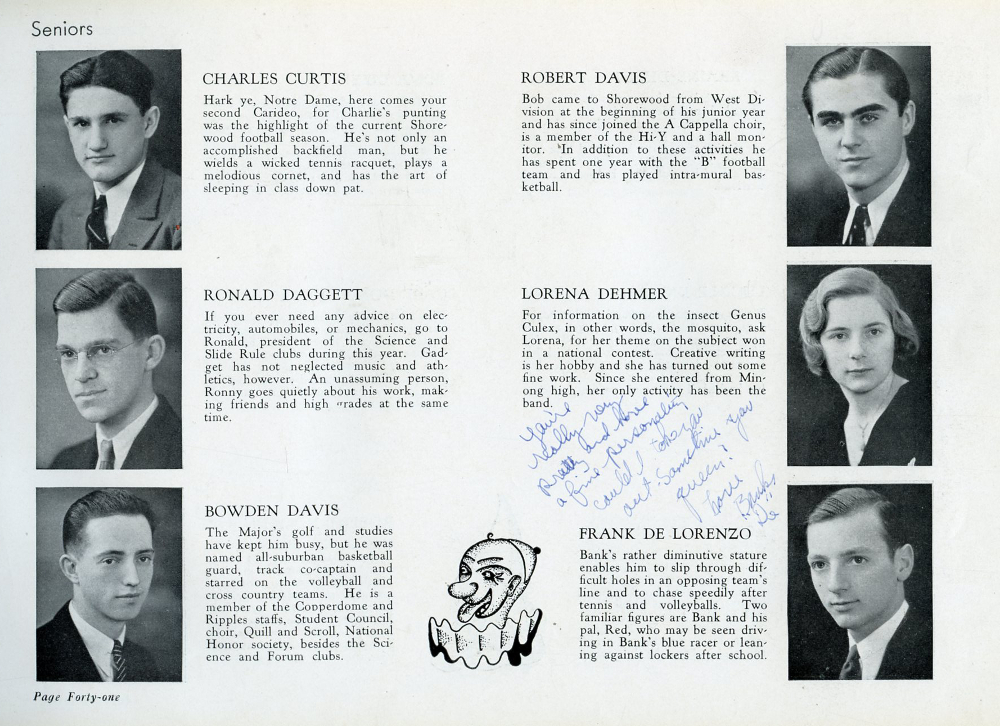 Seniors
CHARLES CURTIS
Hark ye, Notre Dame, here comes your
second Carideo, for Charlie's punting
was the highlight of the current Shore-
wood football season. He's not only an
accomplished backfield man, but he
wields a wicked tennis racquet, plays a
melodious cornet, and has the art of
sleeping in class down pat.
RONALD DAGGETT
If you ever need any advice on elec-
tricity, automobiles, or mechanics, go to
Ronald, president of the Science and
Slide Rule clubs during this year. Gad-
get has not neglected music and ath-
letics, however. An unassuming person,
Ronny goes quietly about his work, mak-
ing friends and high grades at the same
time.
BOWDEN DAVIS
The Major's golf and studies
have kept him busy, but he was
named all-suburban basketball
guard, track co-captain and
starred on the volleyball and
cross country teams. He is a
member of the Copperdome and
Ripples staffs, Student Council,
choir, Quill and Scroll, National
Honor society, besides the Sci-
ence and Forum clubs.
ROBERT DAVIS
Bob came to Shorewood from West Di-
vision at the beginning of his junior year
and has since joined the A Cappella choir,
is a member of the Hi-Y and a hall mon-
itor. In addition to these activities he
has spent one year with the "B" football
team and has played intra-mural bas-
ketball.
LORENA DEHMER
For information on the insect Genus
Culex, in other words, the mosquito, ask
Lorena, for her theme on the subject won
in a national contest. Creative writing
is her hobby and she has turned out some
fine work. Since she entered from Min-
ong high, her only activity has been the
band.
You're
really very
pretty and have
a fine personality
could I take you
out sometime you
queen?
Love
Banks
De
FRANK DE LORENZO
Bank's rather diminutive stature
enables him to slip through dif-
ficult holes in an opposing team's
line and to chase speedily after
tennis and volleyballs. Two
familiar figures are Bank and his
pal, Red, who may be seen driv-
ing in Bank's blue racer or lean-
ing against lockers after school.
Page Forty-one